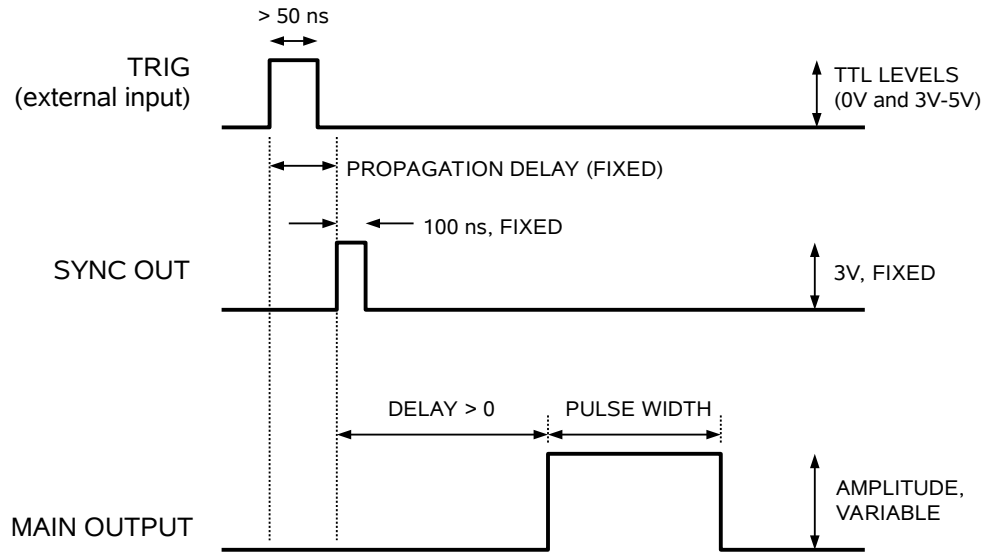 > 50 ns
TRIG
(external input)
TTL LEVELS
(0V and 3V-5V)
PROPAGATION DELAY (FIXED)
100 ns, FIXED
SYNC OUT
3V, FIXED
DELAY > 0
PULSE WIDTH
AMPLITUDE,
VARIABLE
MAIN OUTPUT